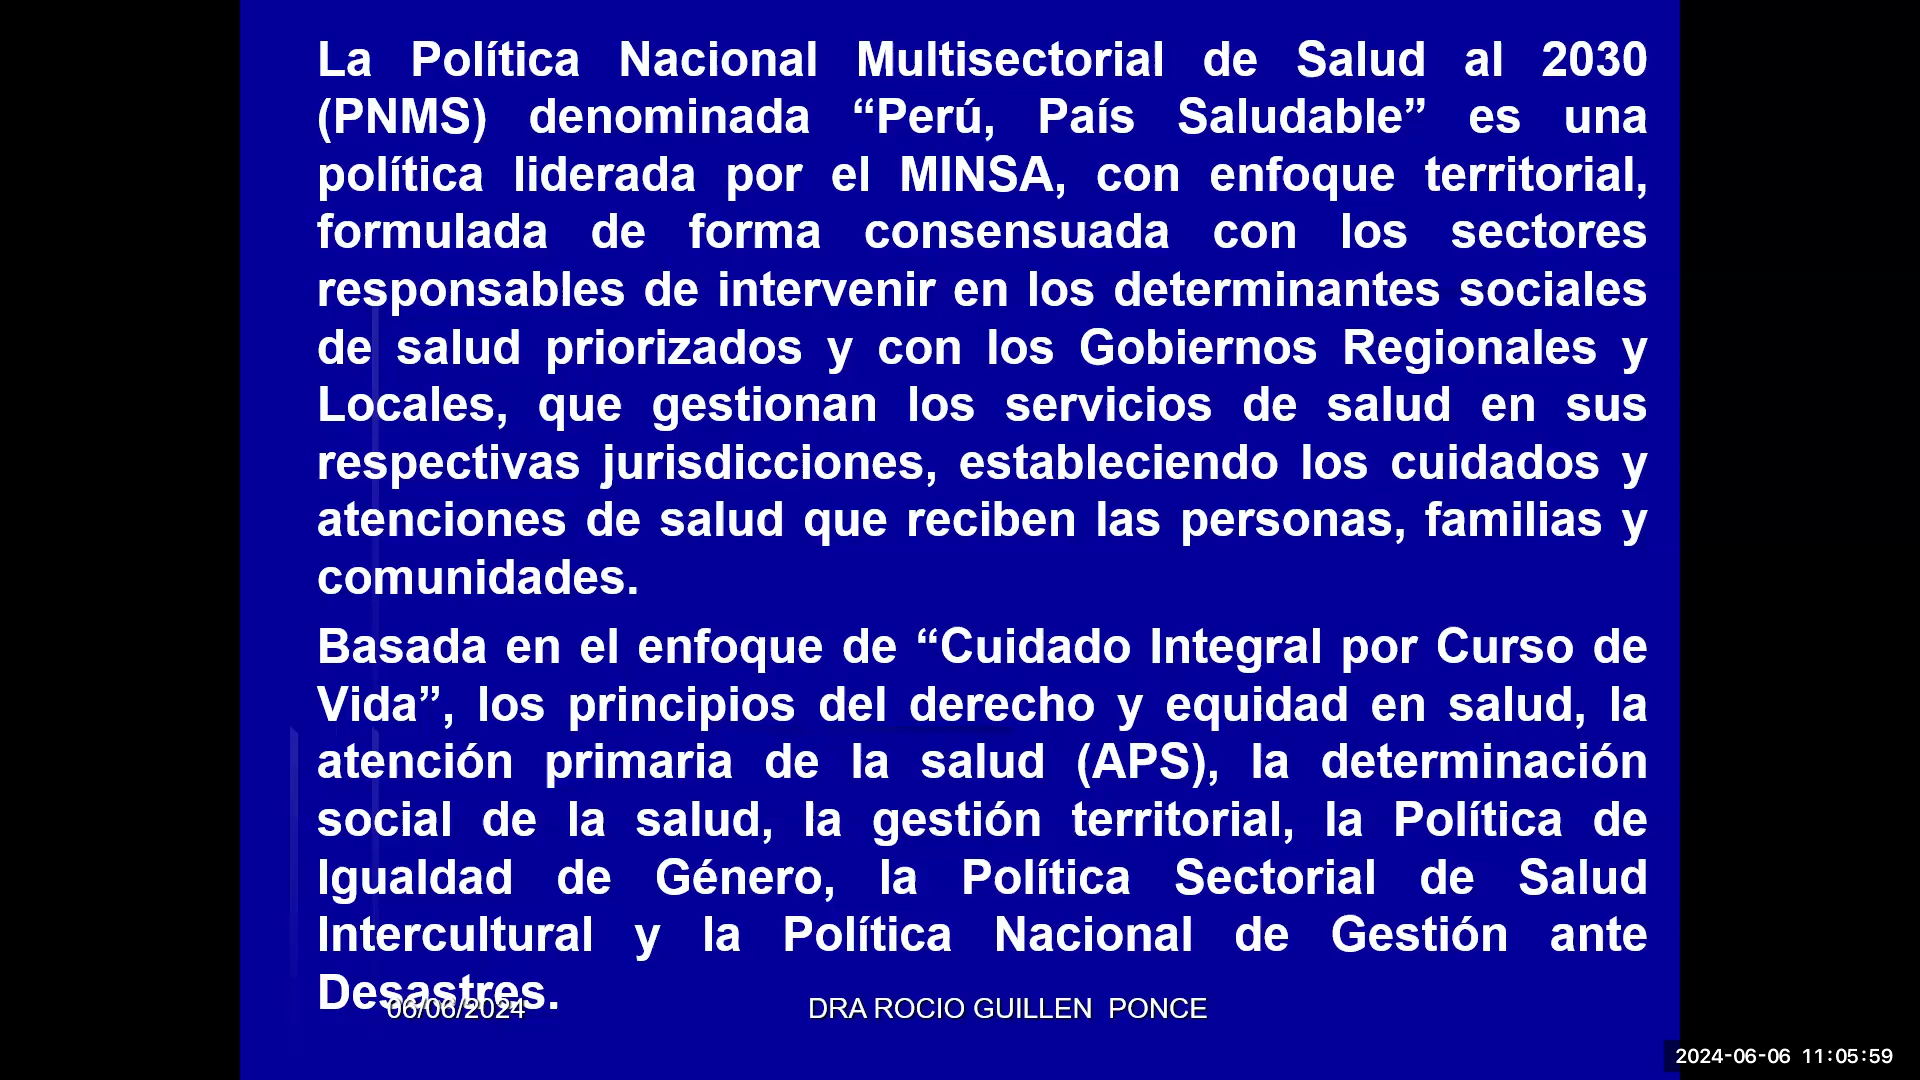 La Política Nacional Multisectorial de Salud al 2030
(PNMS) denominada “Perú, País Saludable” es una
política liderada por el MINSA, con enfoque territorial,
formulada de forma consensuada con los sectores
responsables de intervenir en los determinantes sociales
de salud priorizados y con los Gobiernos Regionales y
Locales, que gestionan los servicios de salud en sus
respectivas jurisdicciones, estableciendo los cuidados y
atenciones de salud que reciben las personas, familias y
comunidades.
Basada en el enfoque de “Cuidado Integral por Curso de
Vida”, los principios del derecho y equidad en salud, la
atención primaria de la salud (APS), la determinación
social de la salud, la gestión territorial, la Política de
Igualdad de Género, la Política Sectorial de Salud
Intercultural y la Política Nacional de Gestión ante
Desastres.
06/06/2024
DRA ROCIO GUILLEN PONCE
2024-06-06 11:05:59